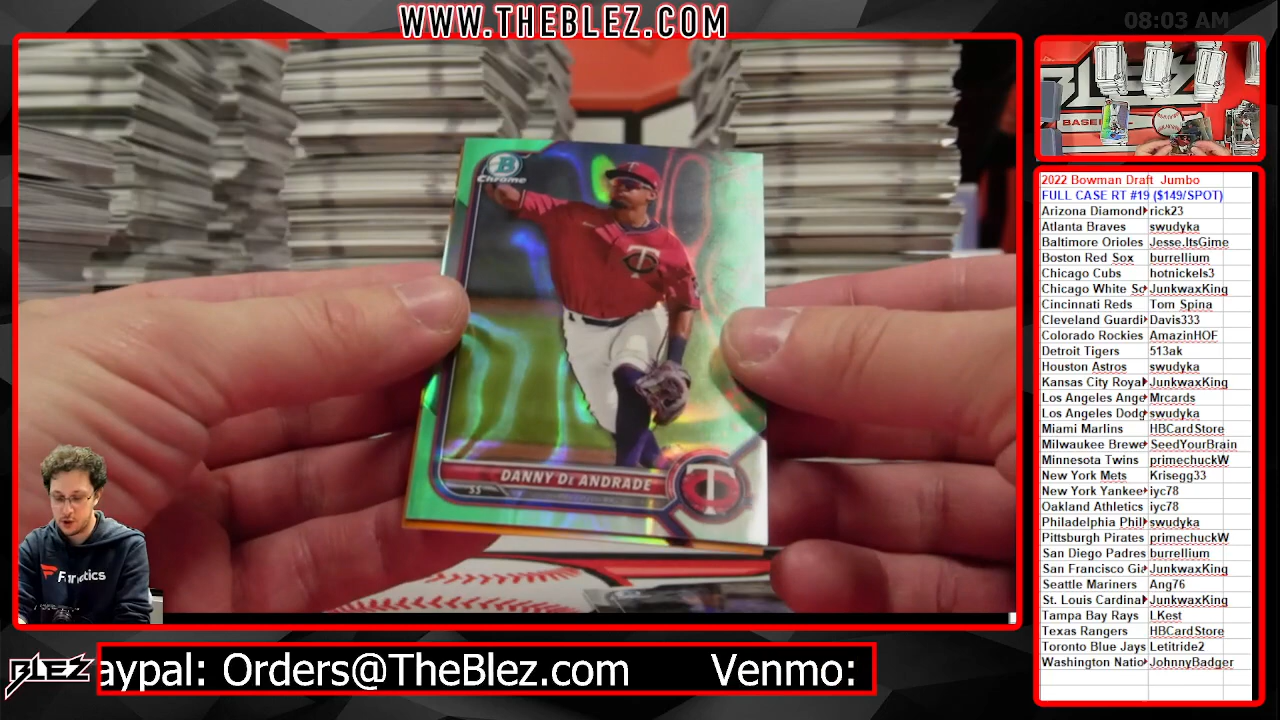 WWW.THEBLEZ.COM
08:03 AM
BLEZ
BASEB
B
Chrome
T
DANNY DE ANDRADE
SS
T
Fanatics
BLEZ
aypal: Orders@TheBlez.com Venmo:
2022 Bowman Draft Jumbo
FULL CASE RT #19 ($149/SPOT)
Arizona Diamond rick23
Atlanta Braves swudyka
Baltimore Orioles Jesse.ItsGime
Boston Red Sox burrellium
Chicago Cubs hotnickels3
Chicago White So JunkwaxKing
Cincinnati Reds Tom Spina
Cleveland Guardi Davis333
Colorado Rockies AmazinHOF
Detroit Tigers 513ak
Houston Astros swudyka
Kansas City Roya JunkwaxKing
Los Angeles Ange Mrcards
Los Angeles Dodg swudyka
Miami Marlins HBCardStore
Milwaukee Brewe SeedYourBrain
Minnesota Twins primechuckW
New York Mets Krisegg33
New York Yankee iyc78
Oakland Athletics iyc78
Philadelphia Phil swudyka
Pittsburgh Pirates primechuckW
San Diego Padres burrellium
San Francisco Gia JunkwaxKing
Seattle Mariners Ang76
St. Louis Cardinal JunkwaxKing
Tampa Bay Rays LKest
Texas Rangers HBCardStore
Toronto Blue Jays Letitride2
Washington Natio JohnnyBadger